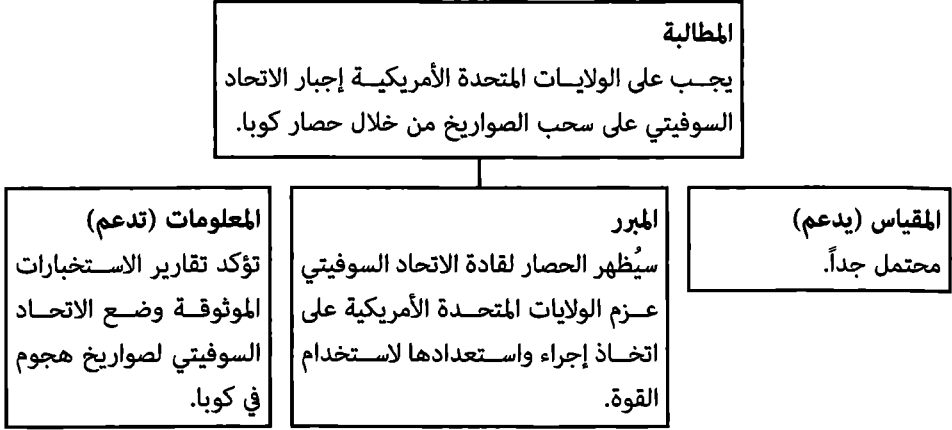 المطالبة
يجب على الولايات المتحدة الأمريكية إجبار الاتحاد
السوفيتي على سحب الصواريخ من خلال حصار كوبا.
المقياس (يدعم)
محتمل جداً.
المبرر
سيُظهر الحصار لقادة الاتحاد السوفيتي
عزم الولايات المتحدة الأمريكية على
اتخاذ إجراء واستعدادها لاستخدام
القوة.
المعلومات (تدعم)
تؤكد تقارير الاستخبارات
الموثوقة وضع الاتحاد
السوفيتي لصواريخ هجوم
في كوبا.